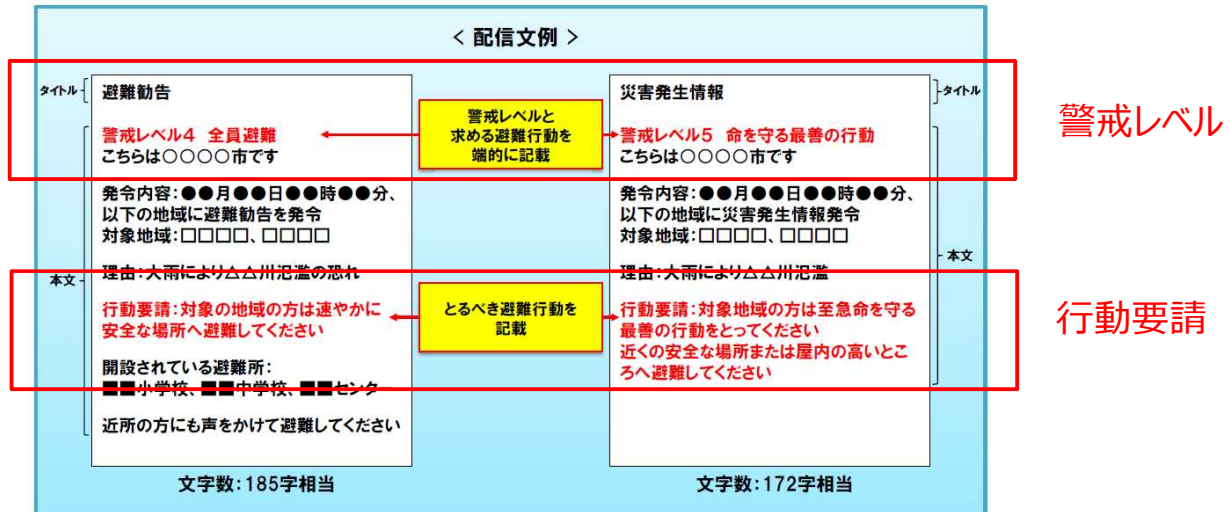 < 配信文例 >
タイトル
避難勧告
警戒レベル4 全員避難
こちらは○○○○市です
発令内容:●●月●●日●●時●●分、
以下の地域に避難勧告を発令
対象地域:□□□□、□□□□
本文
理由:大雨により△△川氾濫の恐れ
行動要請:対象の地域の方は速やかに
安全な場所へ避難してください
開設されている避難所:
■■小学校、■■中学校、■■センター
近所の方にも声をかけて避難してください
文字数:185字相当
警戒レベルと
求める避難行動を
端的に記載
とるべき避難行動を
記載
災害発生情報
タイトル
警戒レベル5 命を守る最善の行動
こちらは○○○○市です
発令内容:●●月●●日●●時●●分、
以下の地域に災害発生情報発令
対象地域:□□□□、□□□□
本文
理由:大雨により△△川氾濫
行動要請:対象地域の方は至急命を守る
最善の行動をとってください
近くの安全な場所または屋内の高いとこ
ろへ避難してください
文字数:172字相当
警戒レベル
行動要請